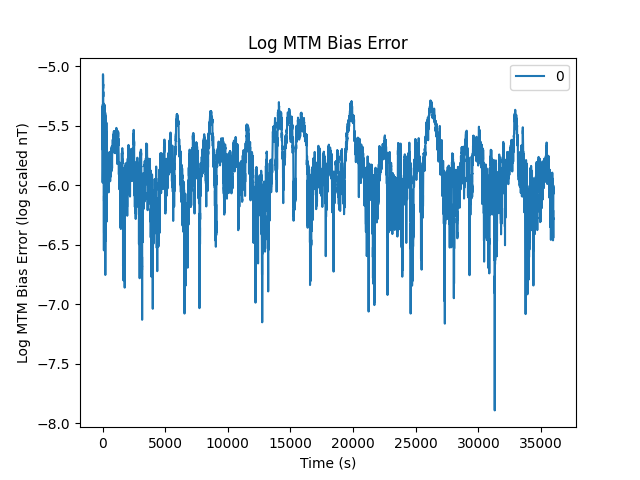 Log MTM Bias Error
0
Log MTM Bias Error (log scaled nT)
−5.0
−5.5
−6.0
−6.5
−7.0
−7.5
−8.0
0 5000 10000 15000 20000 25000 30000 35000
Time (s)